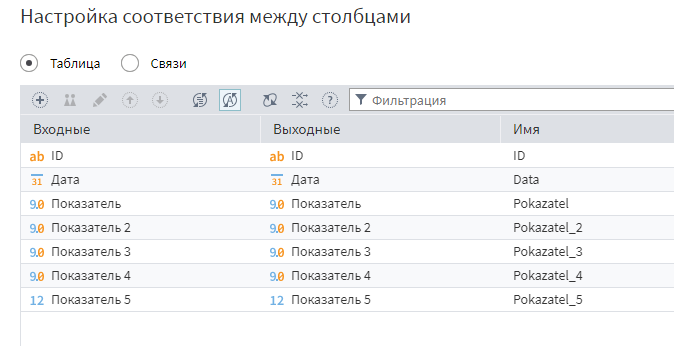 Настройка соответствия между столбцами
Таблица Связи
Фильтрация
Входные Выходные Имя
ab ID ab ID ID
31 Дата 31 Дата Data
9.0 Показатель 9.0 Показатель Pokazatel
9.0 Показатель 2 9.0 Показатель 2 Pokazatel_2
9.0 Показатель 3 9.0 Показатель 3 Pokazatel_3
9.0 Показатель 4 9.0 Показатель 4 Pokazatel_4
12 Показатель 5 12 Показатель 5 Pokazatel_5